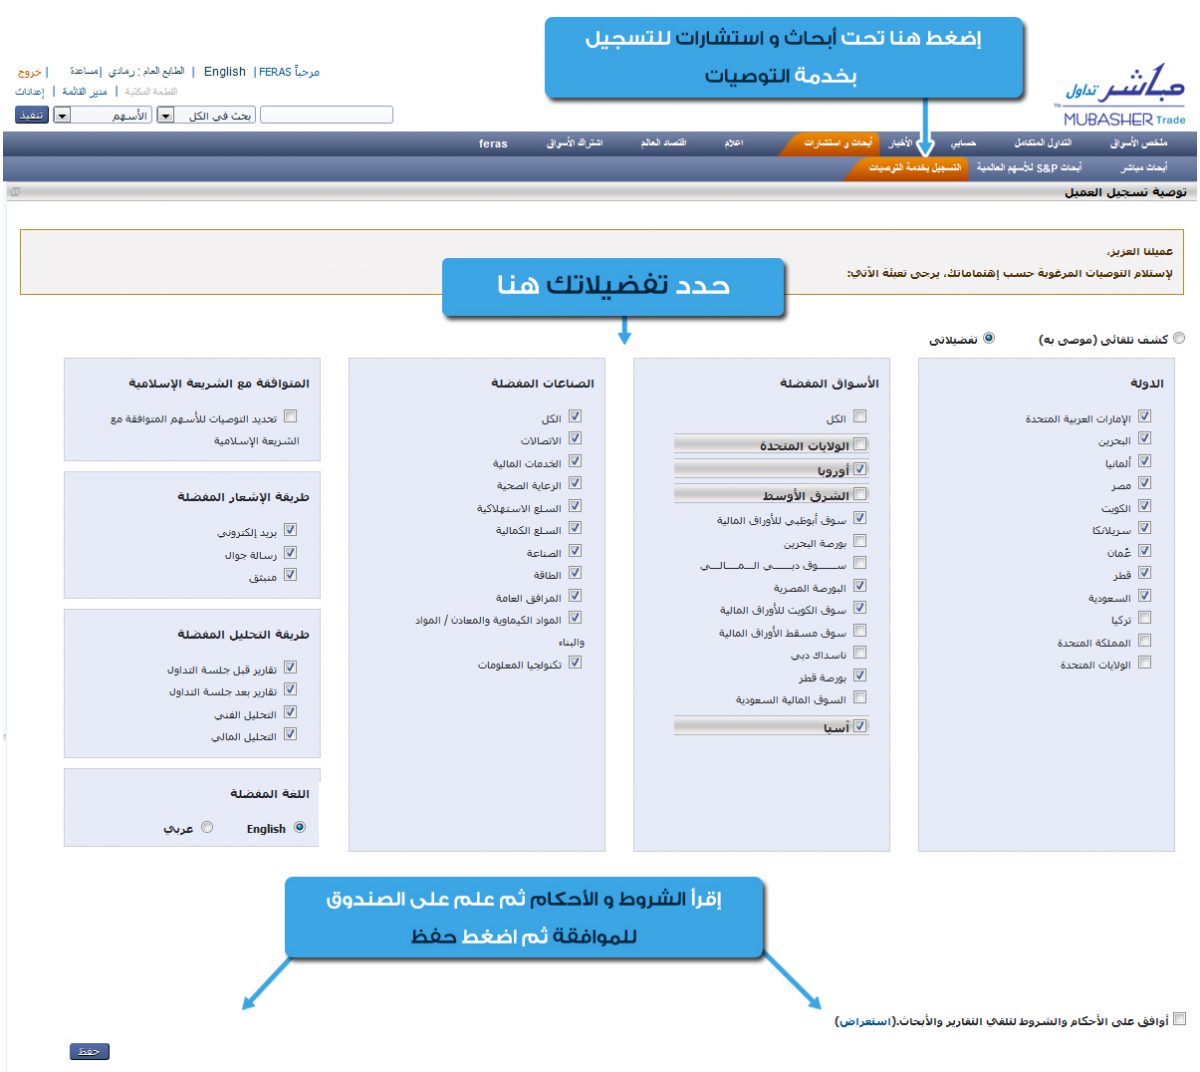 إضغط هنا تحت أبحاث و استشارات للتسجيل
بخدمة التوصيات
مرحباً FERAS | English | الطابع العام : رمادي | مساعدة | خروج
القطعة المكتبة | مدير القائمة | إعدادات
بحث في الكل الأسهم تنفيذ
مباشر تداول
MUBASHER Trade
TM
ملخص الأسواق التداول المتكامل حسابي الأخبار أبحاث و استشارات اعلام اقتصاد العالم اشتراك الأسواق feras
أبحاث مباشر أبحاث S&P للأسهم العالمية التسجيل بخدمة التوصيات
توصية تسجيل العميل
عميلنا العزيز،
لإستلام التوصيات المرغوبة حسب إهتماماتك، يرجى تعبئة الآتي:
حدد تفضيلاتك هنا
كشف تلقائي (موصى به) تفضيلاتي
الدولة
الإمارات العربية المتحدة
البحرين
ألمانيا
مصر
الكويت
سريلانكا
عُمان
قطر
السعودية
تركيا
المملكة المتحدة
الولايات المتحدة
الأسواق المفضلة
الكل
الولايات المتحدة
أوروبا
الشرق الأوسط
سوق أبوظبي للأوراق المالية
بورصة البحرين
ســـــوق دبـــــي الـــمـــالـــي
البورصة المصرية
سوق الكويت للأوراق المالية
سوق مسقط الأوراق المالية
ناسداك دبي
بورصة قطر
السوق المالية السعودية
آسيا
الصناعات المفضلة
الكل
الاتصالات
الخدمات المالية
الرعاية الصحية
السلع الاستهلاكية
السلع الكمالية
الصناعة
الطاقة
المرافق العامة
المواد الكيماوية والمعادن / المواد
والبناء
تكنولجيا المعلومات
المتوافقة مع الشريعة الإسلامية
تحديد التوصيات للأسهم المتوافقة مع
الشريعة الإسلامية
طريقة الإشعار المفضلة
بريد إلكتروني
رسالة جوال
منبثق
طريقة التحليل المفضلة
تقارير قبل جلسة التداول
تقارير بعد جلسة التداول
التحليل الفني
التحليل المالي
اللغة المفضلة
English عربي
إقرأ الشروط و الأحكام ثم علم على الصندوق
للموافقة ثم اضغط حفظ
أوافق على الأحكام والشروط لتلقي التقارير والأبحاث.(استعراض)
حفظ